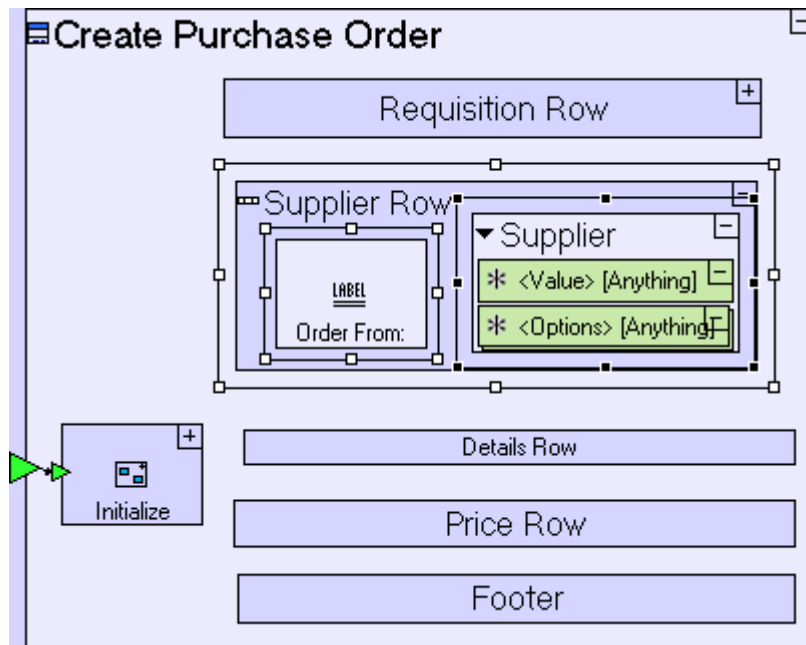 Create Purchase Order
Requisition Row
Supplier Row
Supplier
<Value> [Anything]
<Options> [Anything]
LABEL
Order From:
Details Row
Initialize
Price Row
Footer